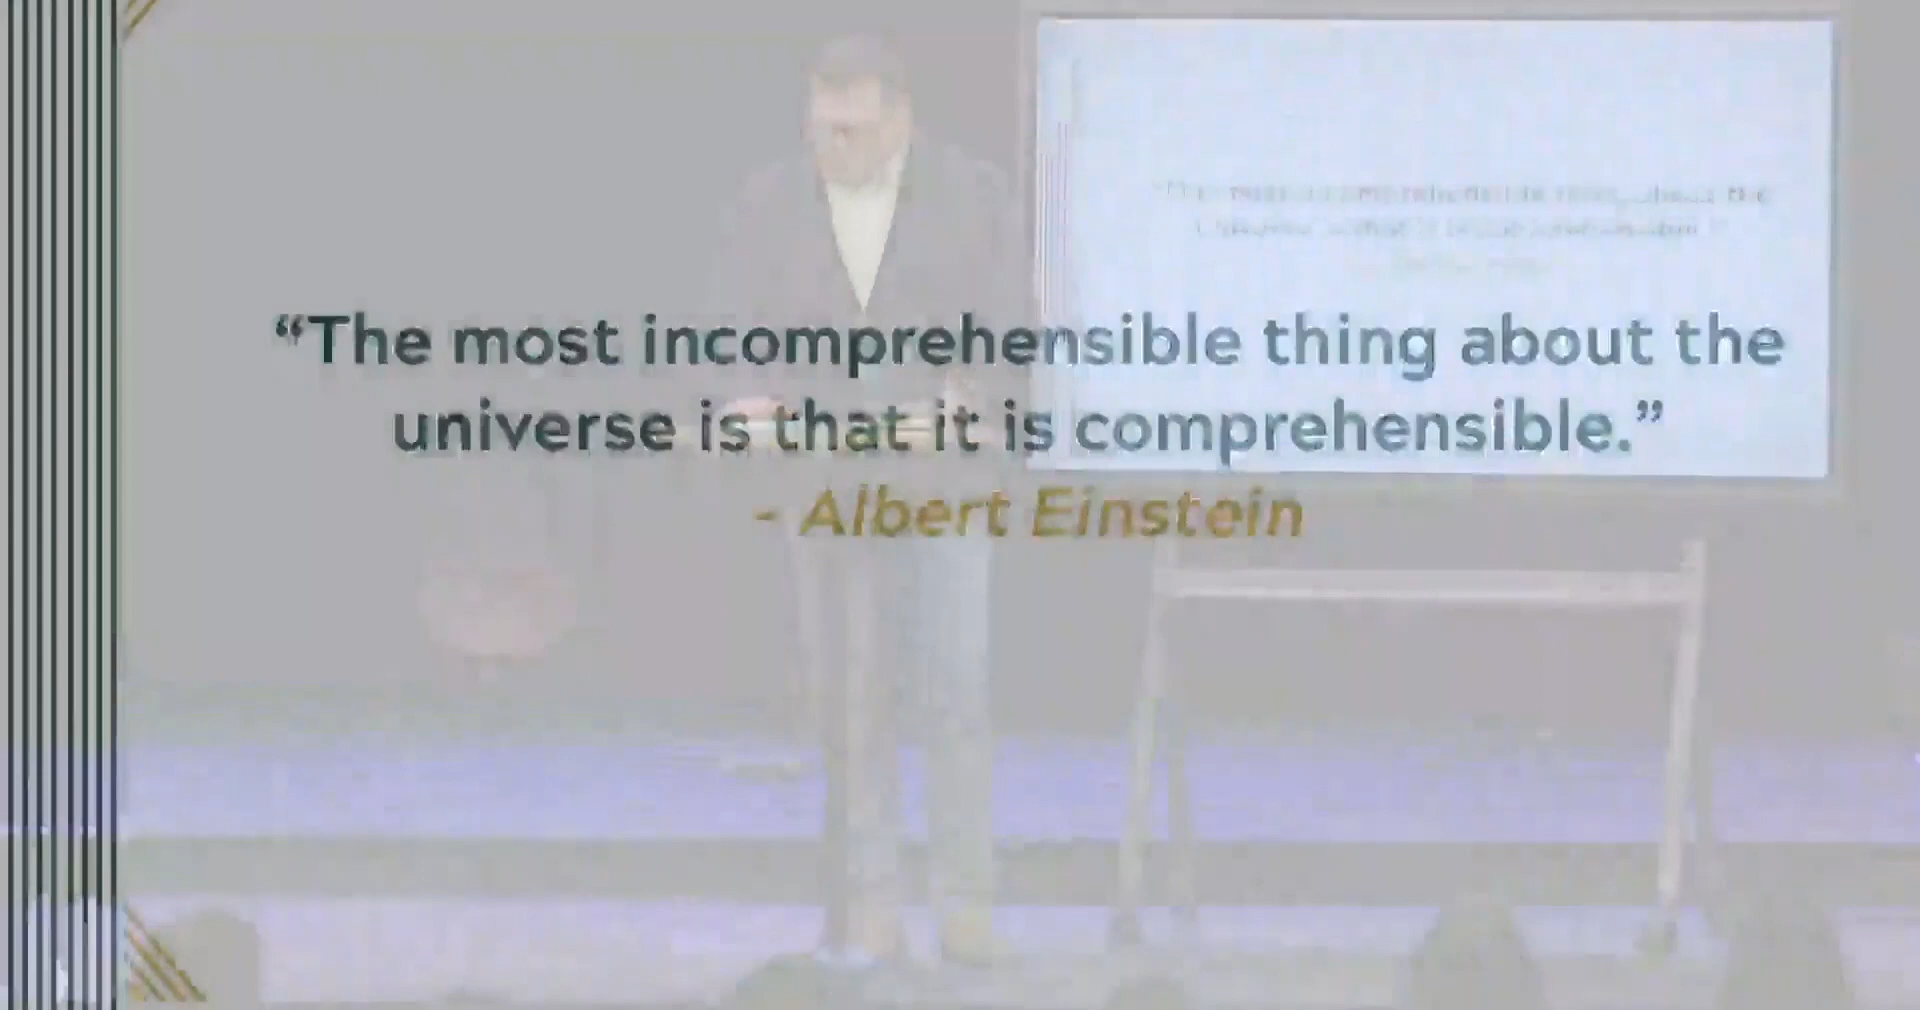 “The most incomprehensible thing about the
universe is that it is comprehensible.”
- Albert Einstein